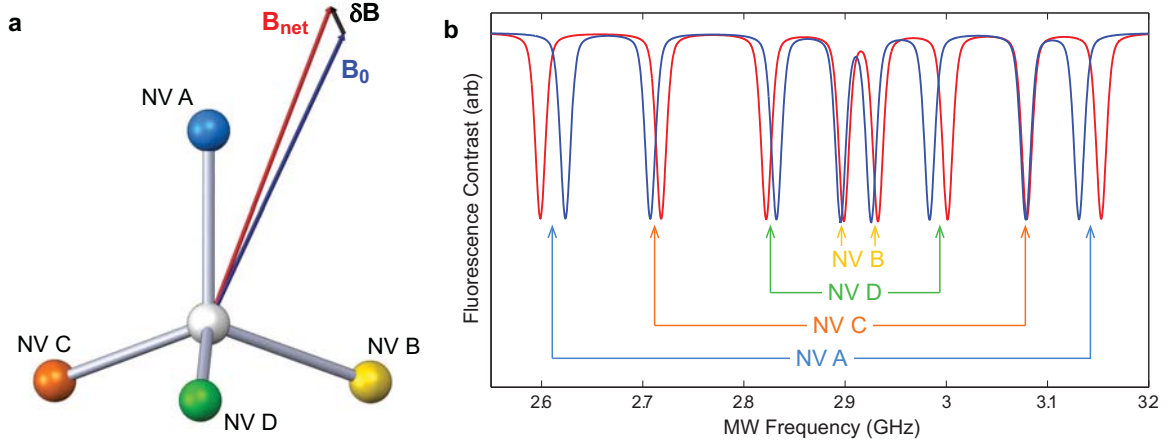 a
B_net
δB
B_0
NV A
NV C
NV B
NV D
b
Fluorescence Contrast (arb)
NV B
NV D
NV C
NV A
2.6 2.7 2.8 2.9 3 3.1 3.2
MW Frequency (GHz)